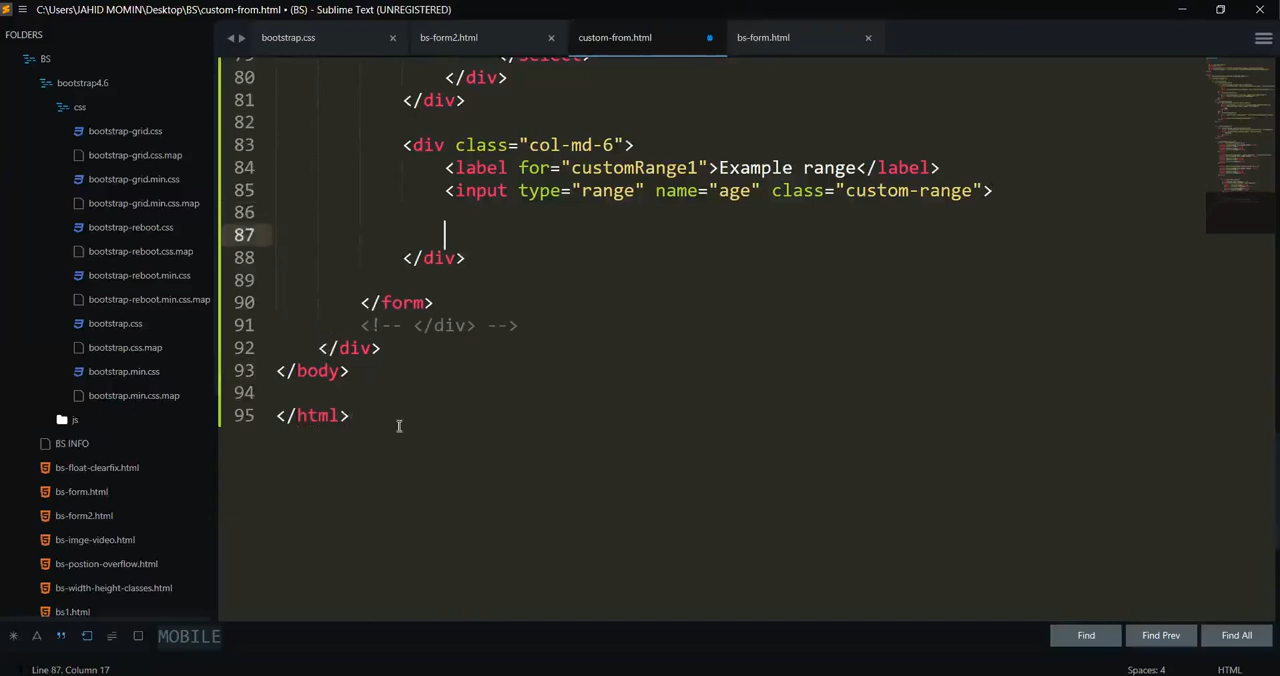 C:\Users\JAHID MOMIN\Desktop\BS\custom-from.html • (BS) - Sublime Text (UNREGISTERED)
FOLDERS
BS
bootstrap4.6
css
bootstrap-grid.css
bootstrap-grid.css.map
bootstrap-grid.min.css
bootstrap-grid.min.css.map
bootstrap-reboot.css
bootstrap-reboot.css.map
bootstrap-reboot.min.css
bootstrap-reboot.min.css.map
bootstrap.css
bootstrap.css.map
bootstrap.min.css
bootstrap.min.css.map
js
BS INFO
bs-float-clearfix.html
bs-form.html
bs-form2.html
bs-imge-video.html
bs-postion-overflow.html
bs-width-height-classes.html
bs1.html
bootstrap.css
bs-form2.html
custom-from.html
bs-form.html
79 </select>
80 </div>
81 </div>
82
83 <div class="col-md-6">
84 <label for="customRange1">Example range</label>
85 <input type="range" name="age" class="custom-range">
86
87
88 </div>
89
90 </form>
91 <!-- </div> -->
92 </div>
93 </body>
94
95 </html>
MOBILE
Find
Find Prev
Find All
Line 87, Column 17
Spaces: 4
HTML